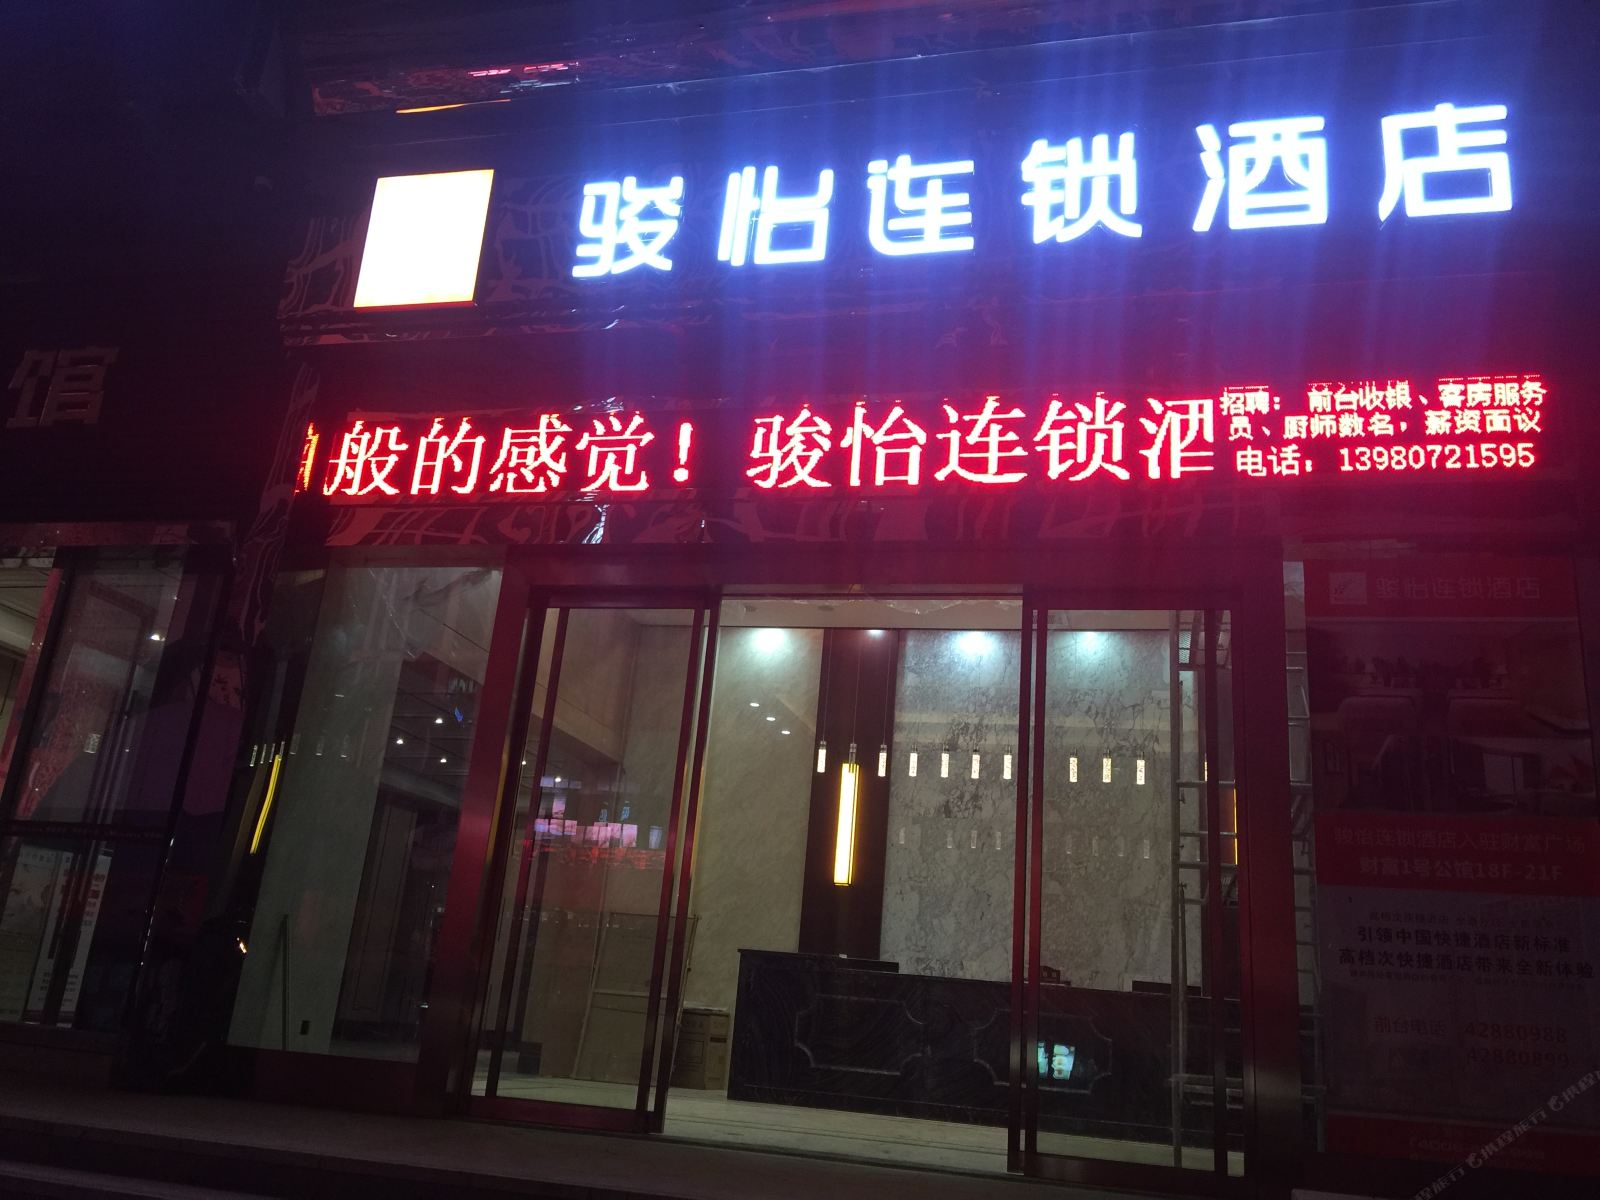 骏怡连锁酒店
馆
般的感觉！骏怡连锁酒
招聘：前台收银、客房服务
员、厨师数名，薪资面议
电话：13980721595
骏怡连锁酒店
骏怡连锁酒店入驻财富广场
财富1号公馆18F-21F
引领中国快捷酒店新标准
高档次快捷酒店带来全新体验
前台电话 42880988
42880899
携程旅行